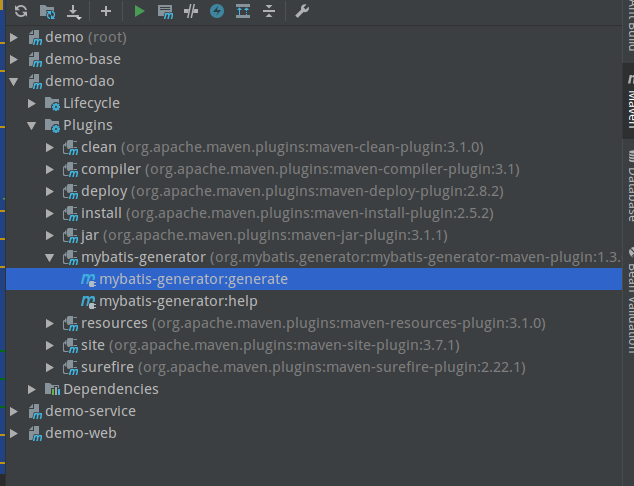 demo (root)
demo-base
demo-dao
Lifecycle
Plugins
clean (org.apache.maven.plugins:maven-clean-plugin:3.1.0)
compiler (org.apache.maven.plugins:maven-compiler-plugin:3.1)
deploy (org.apache.maven.plugins:maven-deploy-plugin:2.8.2)
install (org.apache.maven.plugins:maven-install-plugin:2.5.2)
jar (org.apache.maven.plugins:maven-jar-plugin:3.1.1)
mybatis-generator (org.mybatis.generator:mybatis-generator-maven-plugin:1.3.
mybatis-generator:generate
mybatis-generator:help
resources (org.apache.maven.plugins:maven-resources-plugin:3.1.0)
site (org.apache.maven.plugins:maven-site-plugin:3.7.1)
surefire (org.apache.maven.plugins:maven-surefire-plugin:2.22.1)
Dependencies
demo-service
demo-web
Ant Build
Maven
Database
Bean Validation